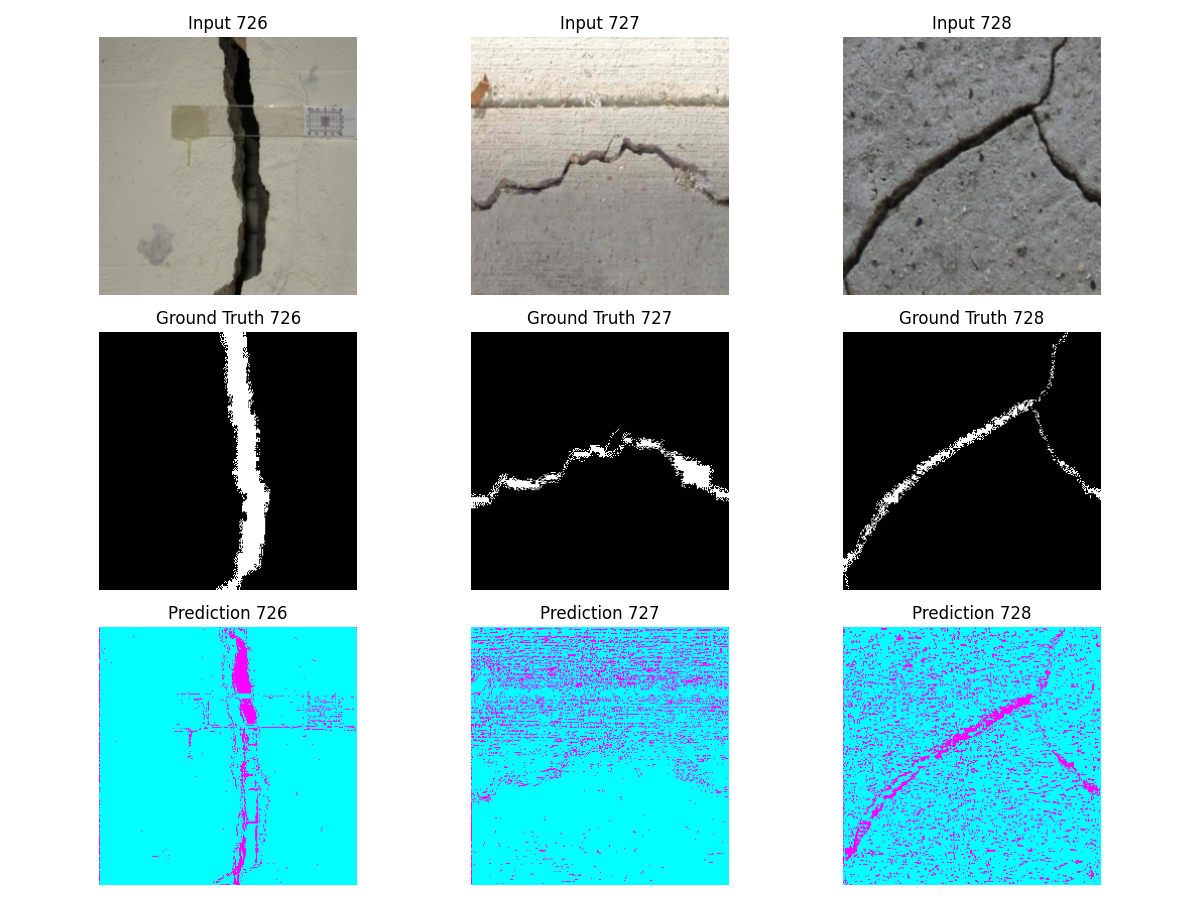 Input 726
Input 727
Input 728
Ground Truth 726
Ground Truth 727
Ground Truth 728
Prediction 726
Prediction 727
Prediction 728